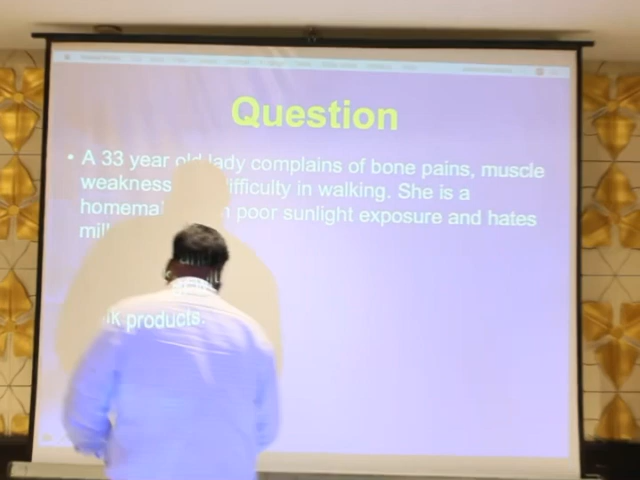 Question
• A 33 year old lady complains of bone pains, muscle
weakness difficulty in walking. She is a
homema poor sunlight exposure and hates
mil
lk products.